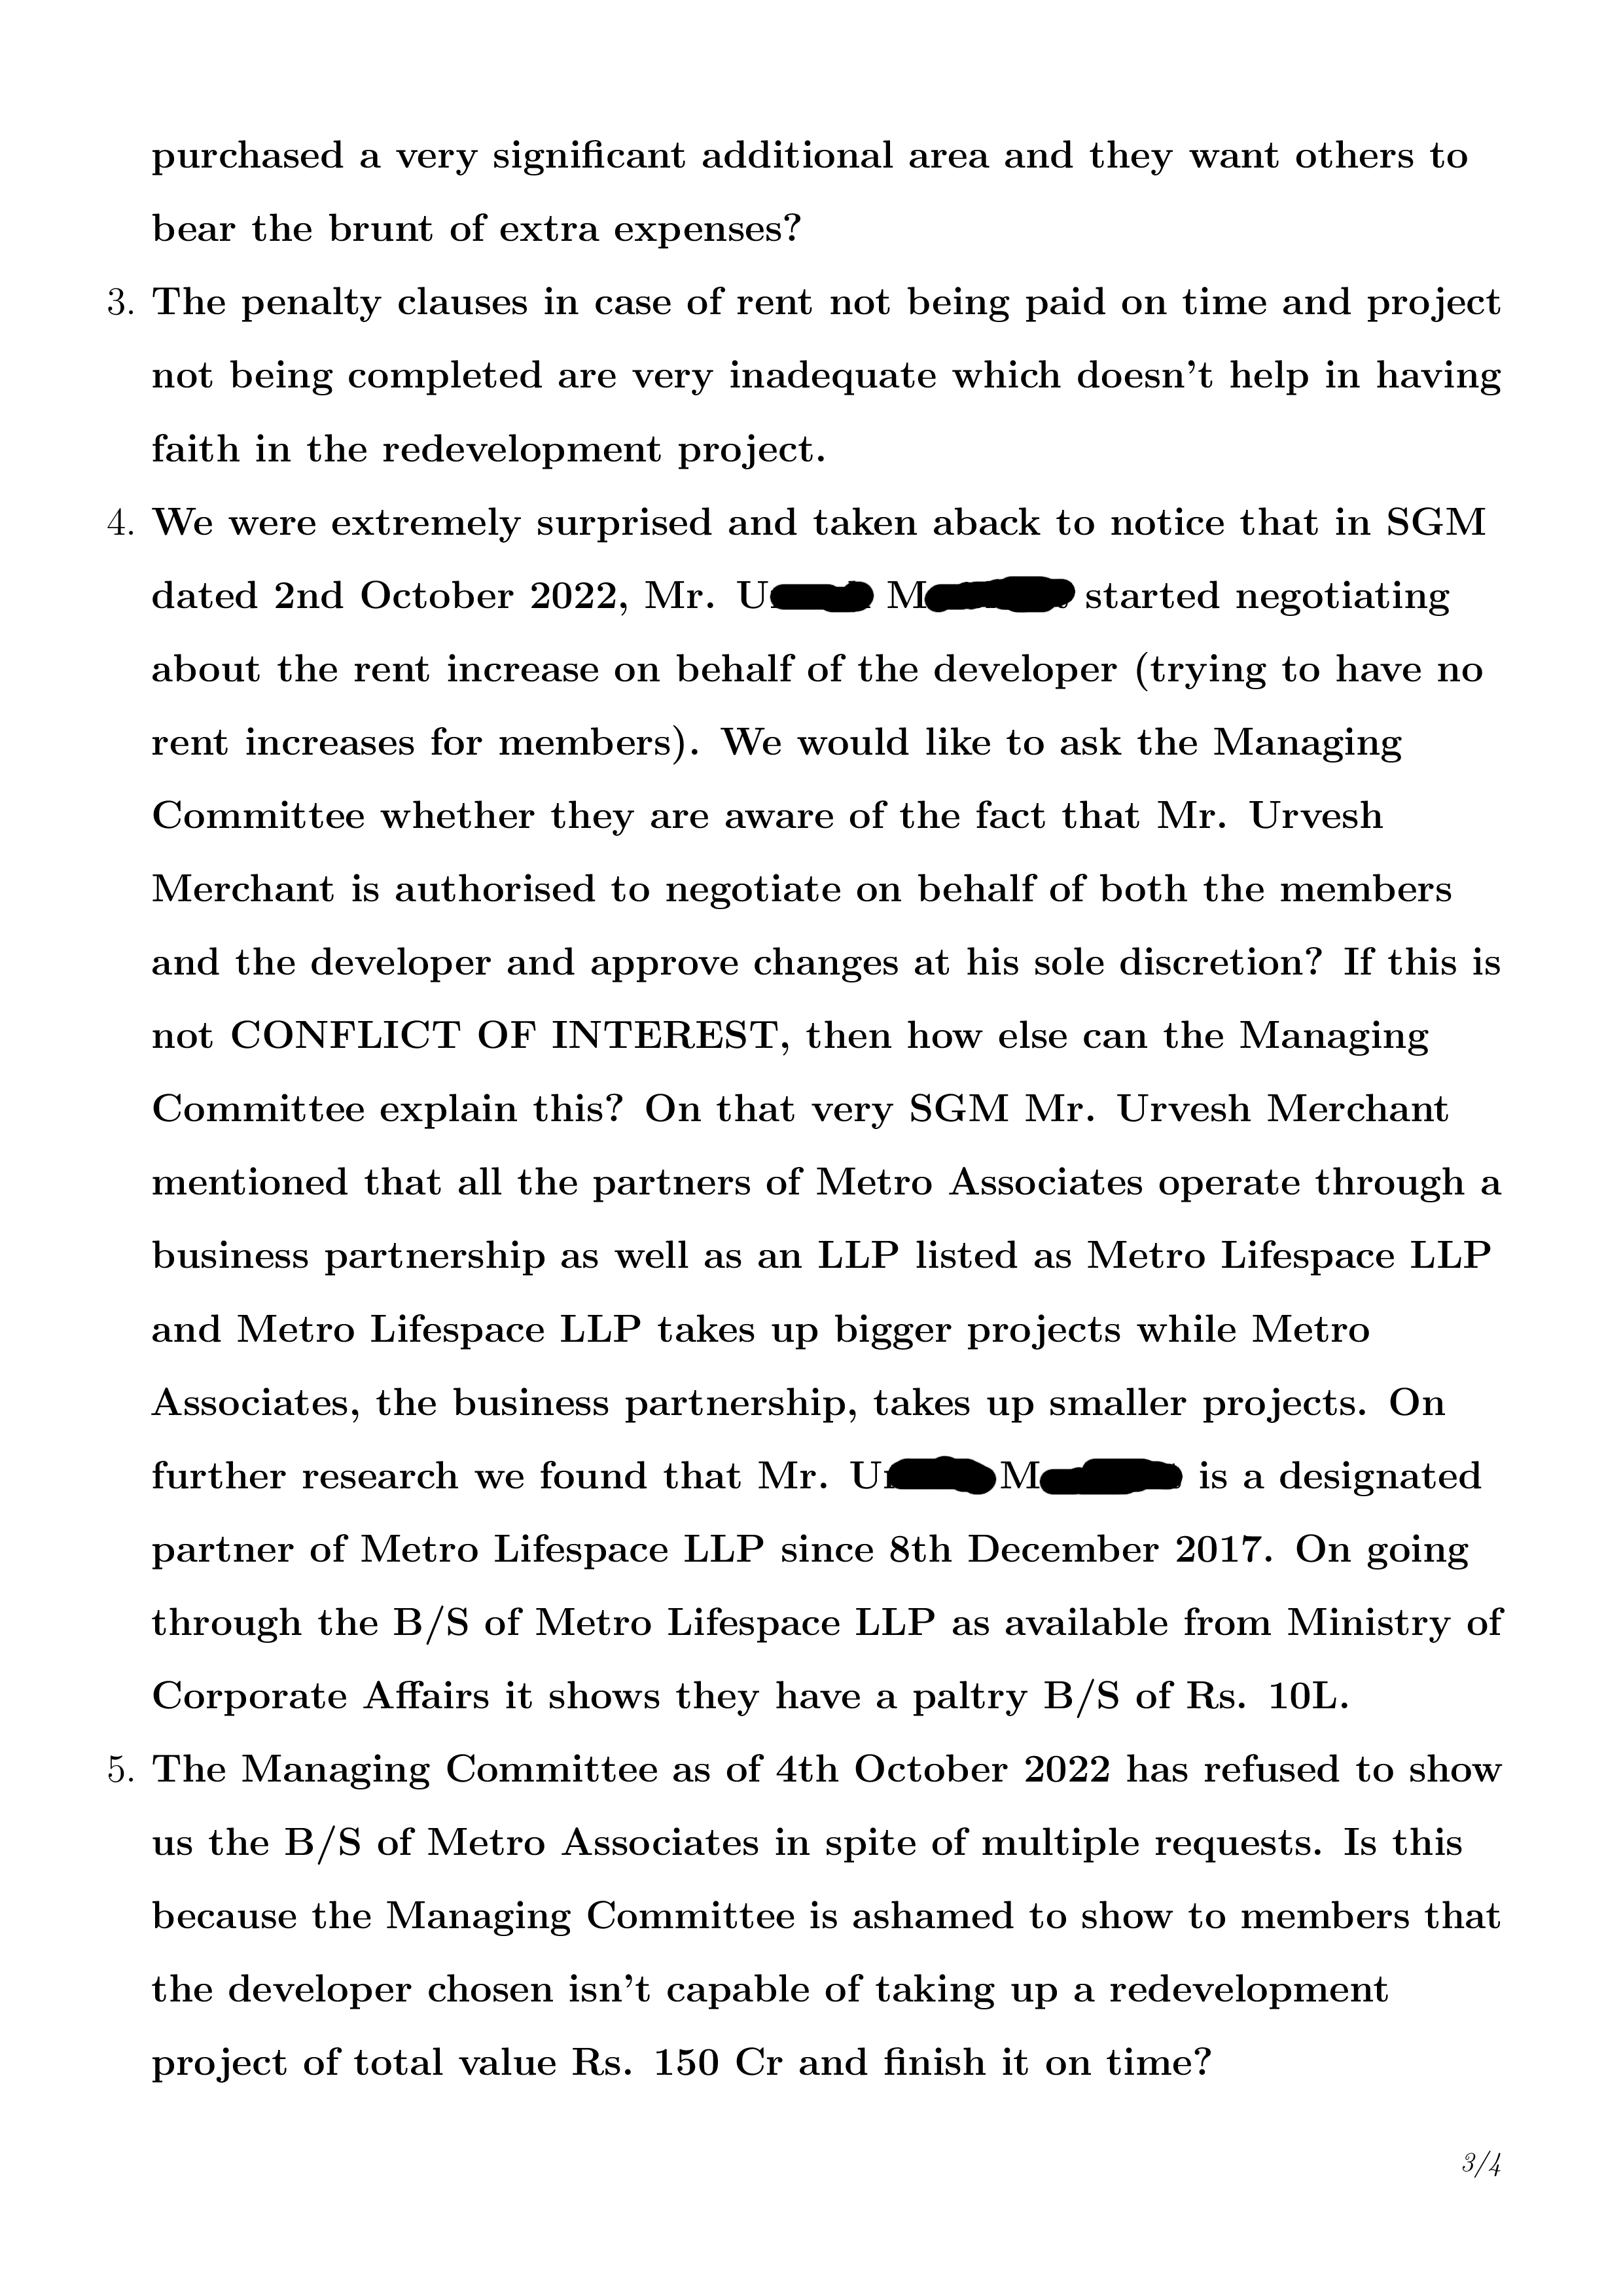 purchased a very significant additional area and they want others to
bear the brunt of extra expenses?
3. The penalty clauses in case of rent not being paid on time and project
not being completed are very inadequate which doesn't help in having
faith in the redevelopment project.
4. We were extremely surprised and taken aback to notice that in SGM
dated 2nd October 2022, Mr. U M started negotiating
about the rent increase on behalf of the developer (trying to have no
rent increases for members). We would like to ask the Managing
Committee whether they are aware of the fact that Mr. Urvesh
Merchant is authorised to negotiate on behalf of both the members
and the developer and approve changes at his sole discretion? If this is
not CONFLICT OF INTEREST, then how else can the Managing
Committee explain this? On that very SGM Mr. Urvesh Merchant
mentioned that all the partners of Metro Associates operate through a
business partnership as well as an LLP listed as Metro Lifespace LLP
and Metro Lifespace LLP takes up bigger projects while Metro
Associates, the business partnership, takes up smaller projects. On
further research we found that Mr. U M is a designated
partner of Metro Lifespace LLP since 8th December 2017. On going
through the B/S of Metro Lifespace LLP as available from Ministry of
Corporate Affairs it shows they have a paltry B/S of Rs. 10L.
5. The Managing Committee as of 4th October 2022 has refused to show
us the B/S of Metro Associates in spite of multiple requests. Is this
because the Managing Committee is ashamed to show to members that
the developer chosen isn't capable of taking up a redevelopment
project of total value Rs. 150 Cr and finish it on time?
3/4